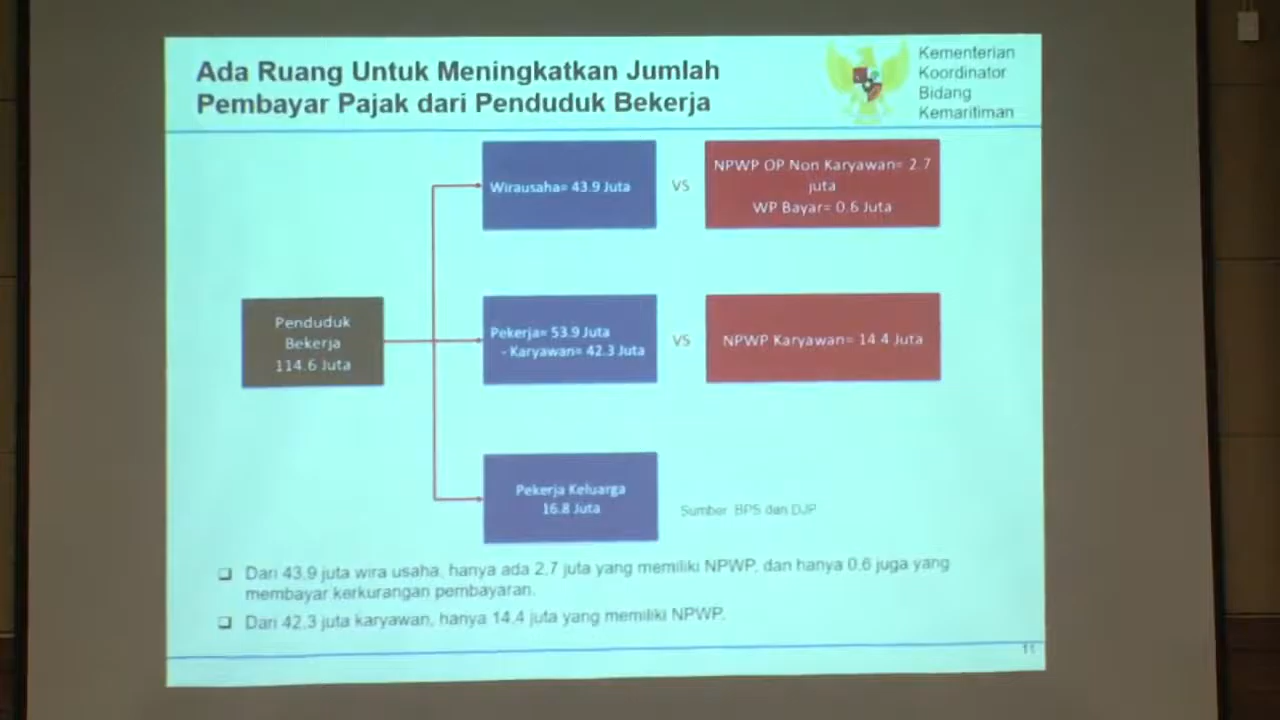 Ada Ruang Untuk Meningkatkan Jumlah
Pembayar Pajak dari Penduduk Bekerja
Kementerian
Koordinator
Bidang
Kemaritiman
Wirausaha= 43.9 Juta
VS
NPWP OP Non Karyawan= 2.7
juta
WP Bayar= 0.6 Juta
Penduduk
Bekerja
114.6 Juta
Pekerja= 53.9 Juta
- Karyawan= 42.3 Juta
VS
NPWP Karyawan= 14.4 Juta
Pekerja Keluarga
16.8 Juta
Sumber BPS dan DJP
Dari 43.9 juta wira usaha, hanya ada 2.7 juta yang memiliki NPWP, dan hanya 0.6 juga yang
membayar kerkurangan pembayaran.
Dari 42.3 juta karyawan, hanya 14.4 juta yang memiliki NPWP.
11